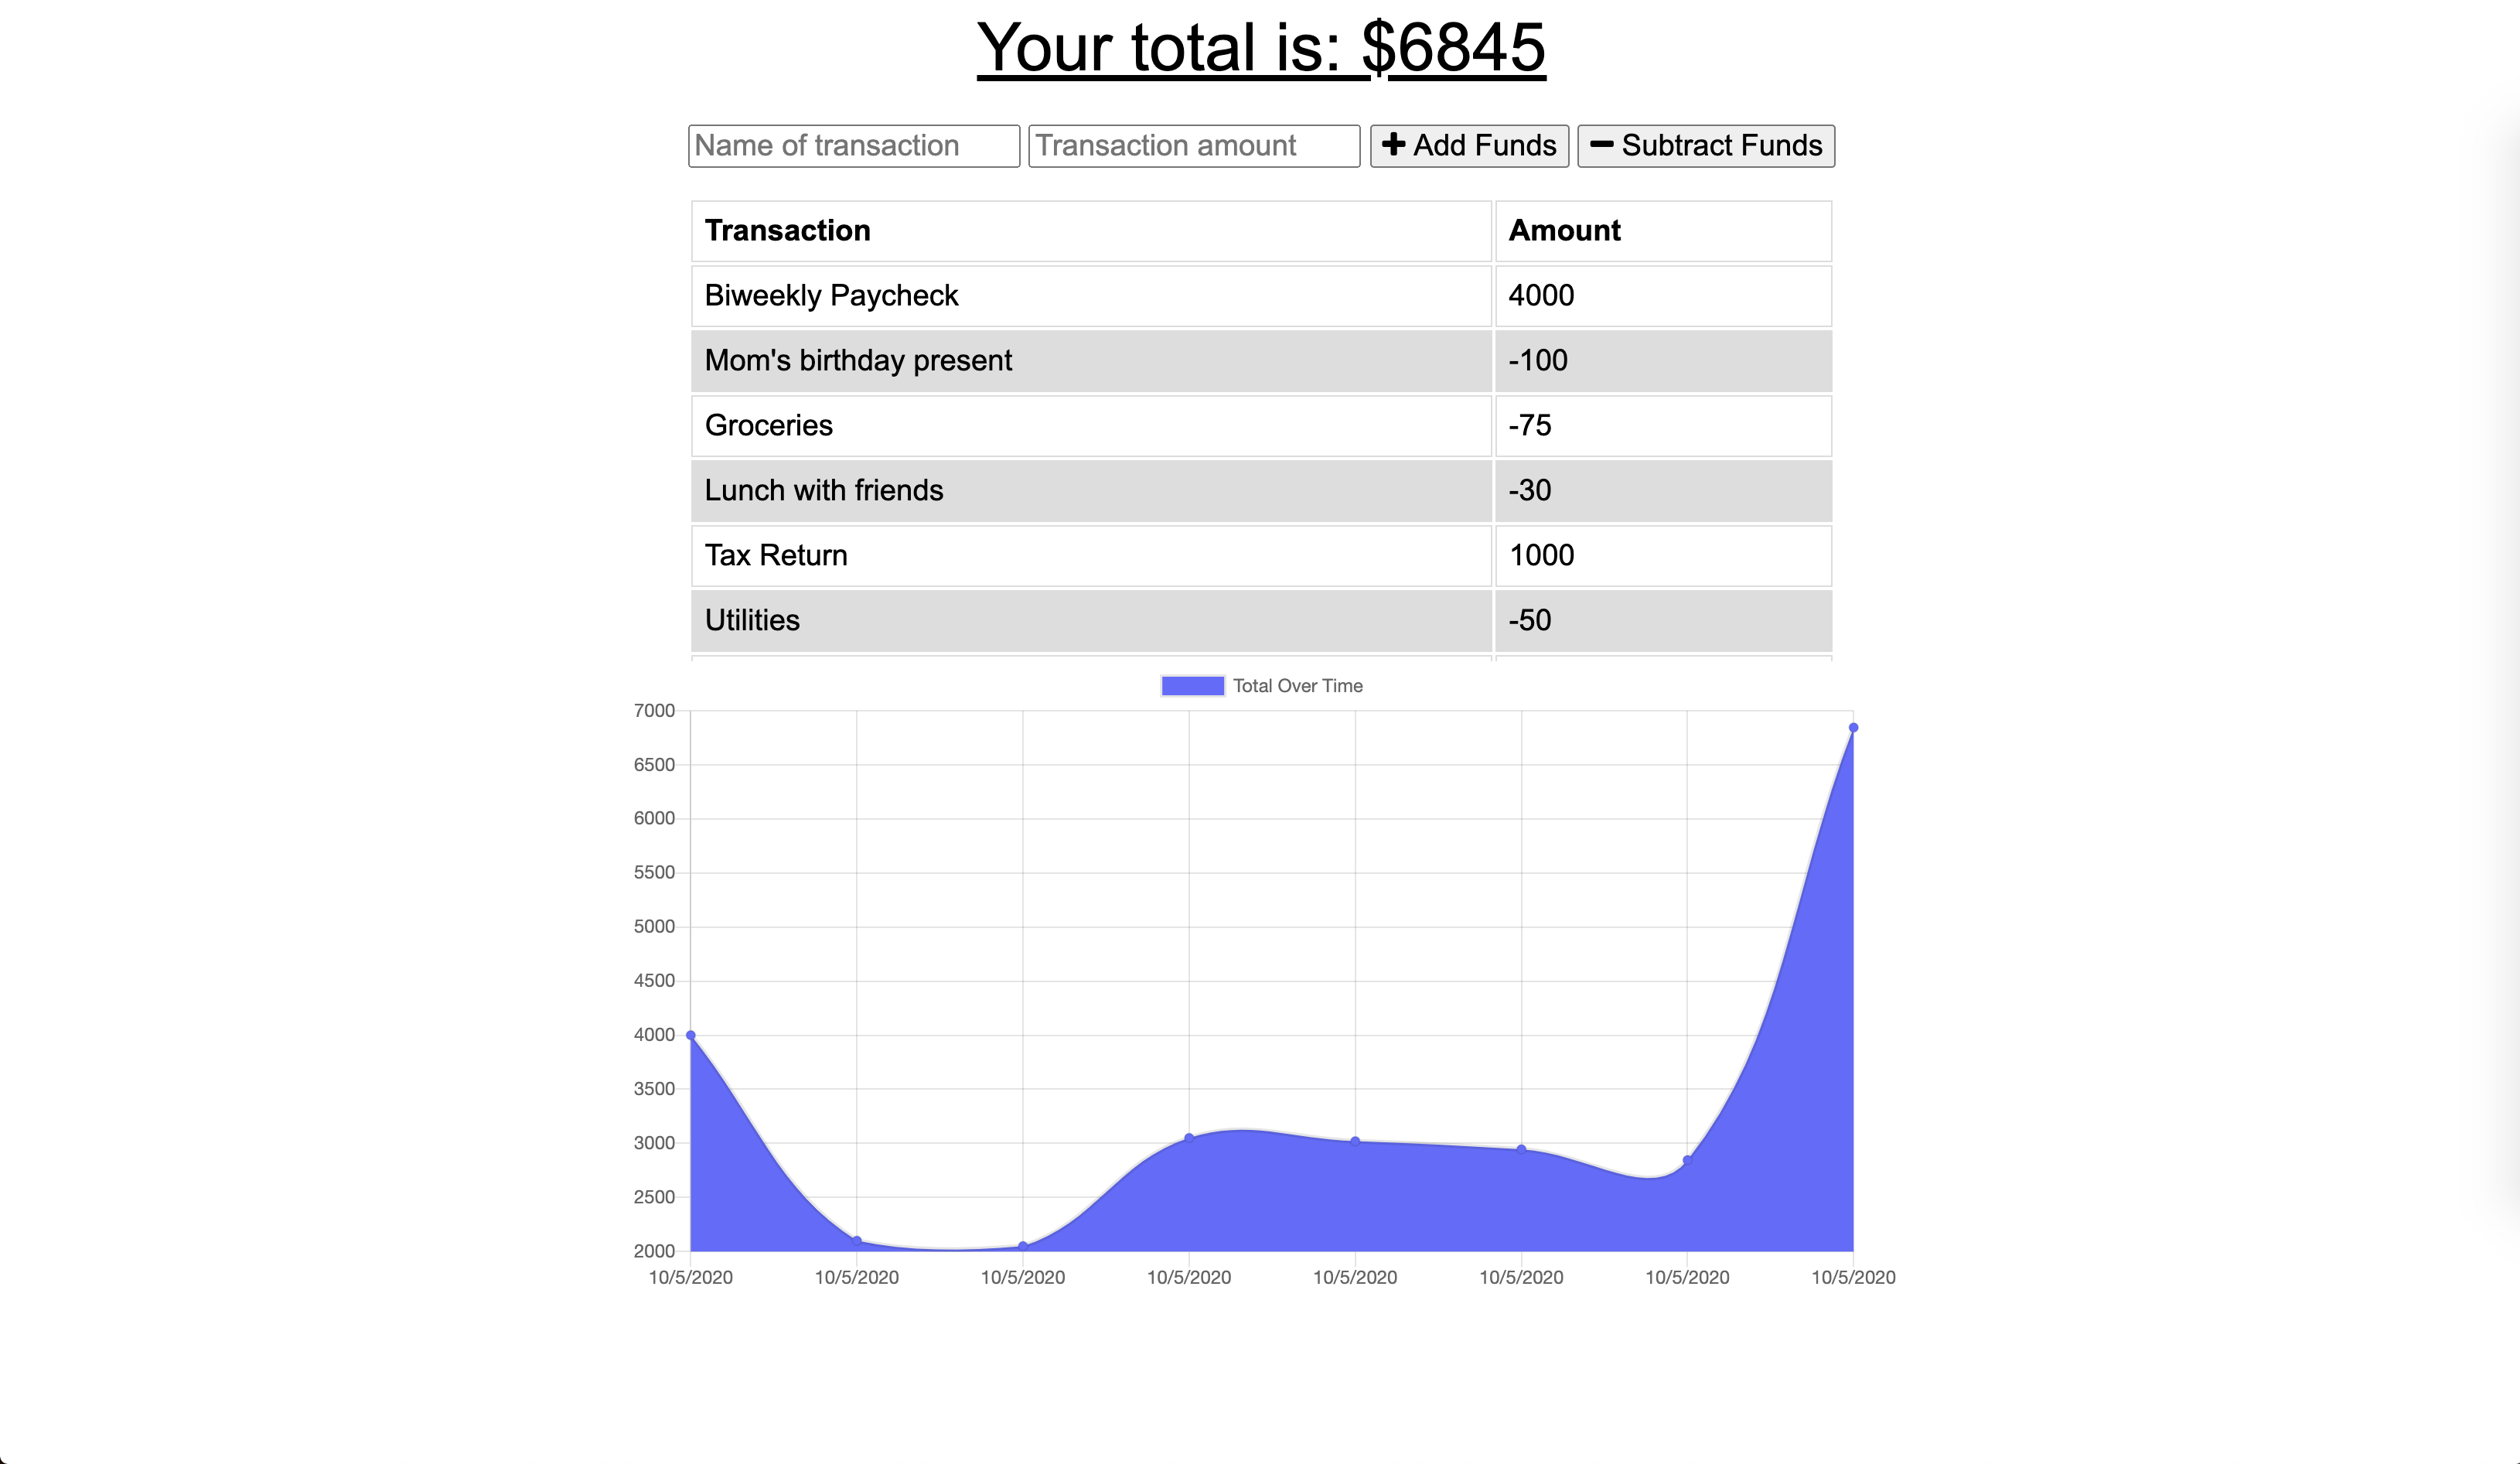 Your total is: $6845
Name of transaction Transaction amount Add Funds Subtract Funds
Transaction Amount
Biweekly Paycheck 4000
Mom's birthday present -100
Groceries -75
Lunch with friends -30
Tax Return 1000
Utilities -50
Total Over Time
7000
6500
6000
5500
5000
4500
4000
3500
3000
2500
2000
10/5/2020 10/5/2020 10/5/2020 10/5/2020 10/5/2020 10/5/2020 10/5/2020 10/5/2020